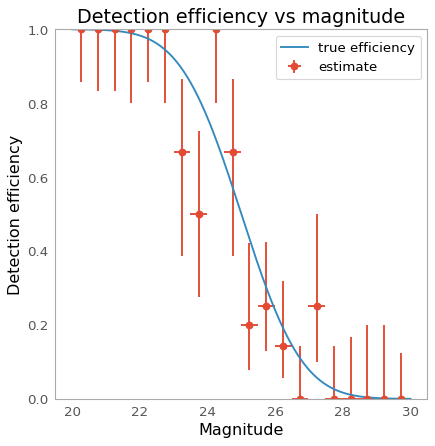 Detection efficiency vs magnitude
true efficiency
estimate
1.0
0.8
0.6
0.4
0.2
0.0
Detection efficiency
20 22 24 26 28 30
Magnitude